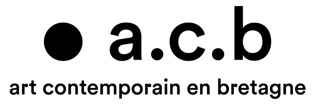 ● a.c.b
art contemporain en bretagne